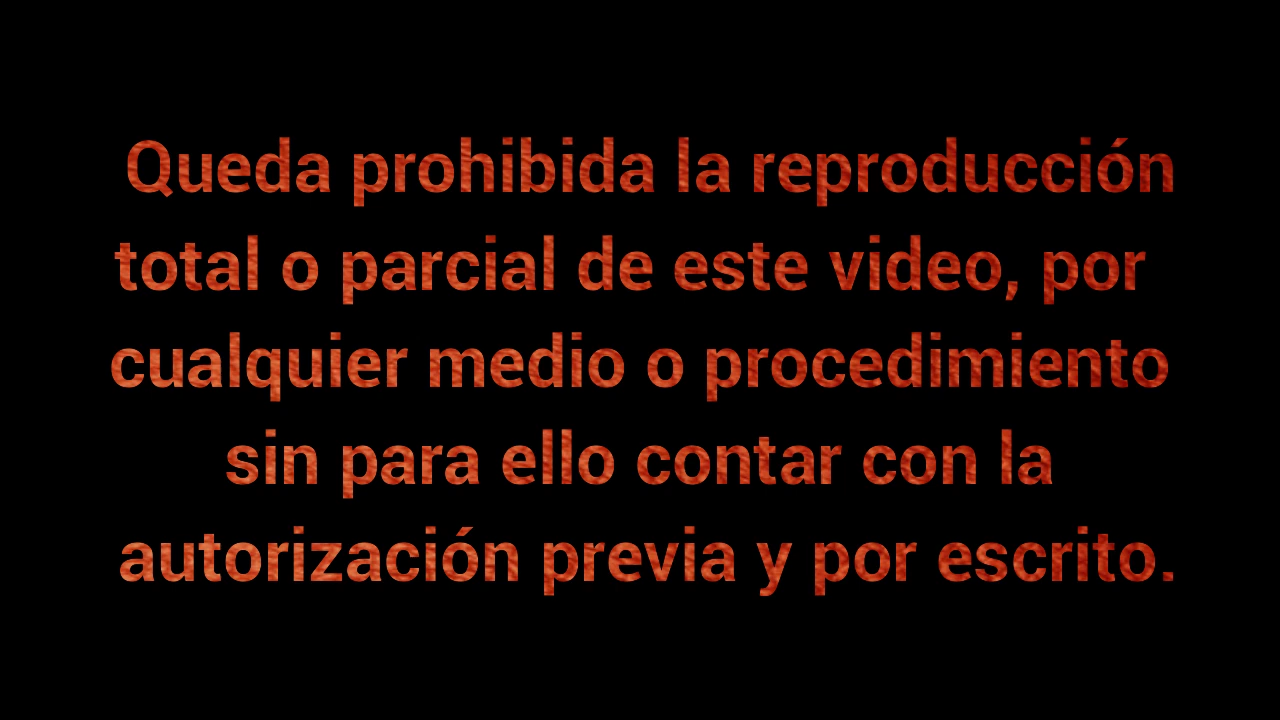 Queda prohibida la reproducción
total o parcial de este video, por
cualquier medio o procedimiento
sin para ello contar con la
autorización previa y por escrito.